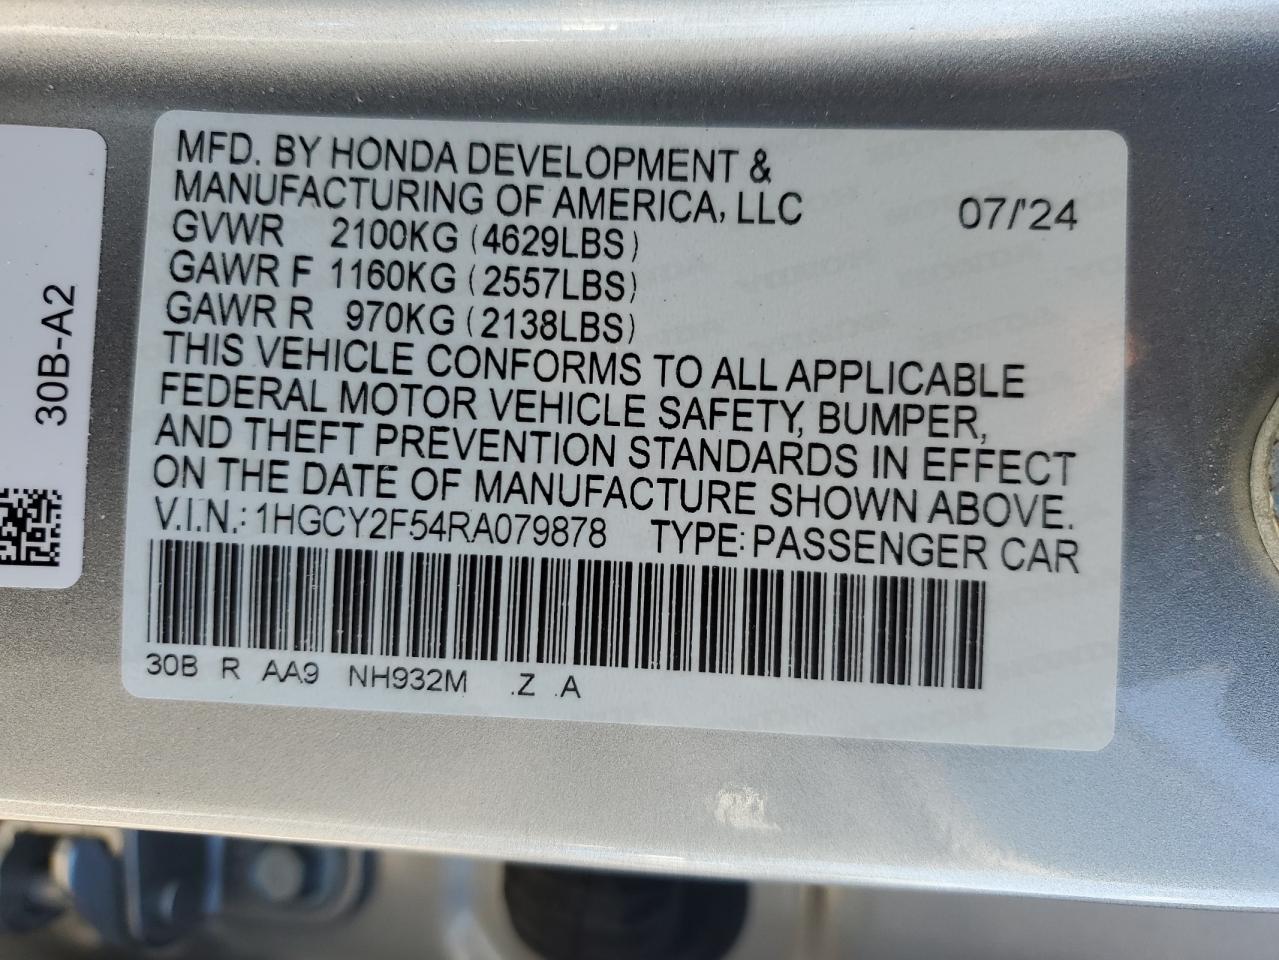 MFD. BY HONDA DEVELOPMENT &
MANUFACTURING OF AMERICA, LLC 07/'24
GVWR 2100KG (4629LBS)
GAWR F 1160KG (2557LBS)
GAWR R 970KG (2138LBS)
THIS VEHICLE CONFORMS TO ALL APPLICABLE
FEDERAL MOTOR VEHICLE SAFETY, BUMPER,
AND THEFT PREVENTION STANDARDS IN EFFECT
ON THE DATE OF MANUFACTURE SHOWN ABOVE.
V.I.N.: 1HGCY2F54RA079878 TYPE: PASSENGER CAR
30B R AA9 NH932M .Z .A
30B-A2